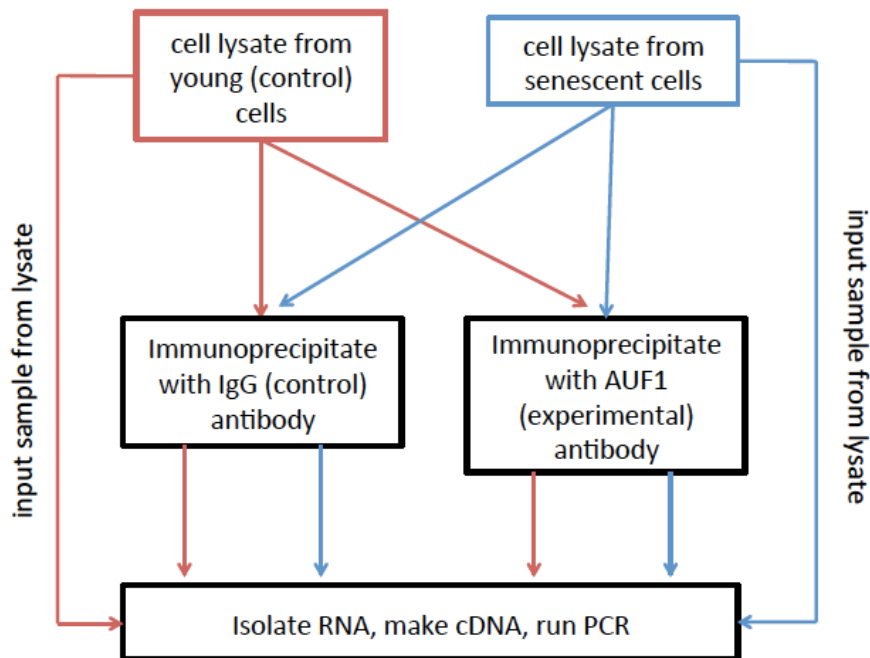 cell lysate from
young (control)
cells
cell lysate from
senescent cells
input sample from lysate
input sample from lysate
Immunoprecipitate
with IgG (control)
antibody
Immunoprecipitate
with AUF1
(experimental)
antibody
Isolate RNA, make cDNA, run PCR